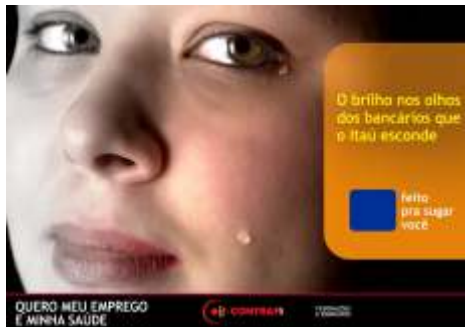 O brilho nos olhos
dos bancários que
o Itaú esconde
feito
pra sugar
você
QUERO MEU EMPREGO
E MINHA SAÚDE
CONTRAF